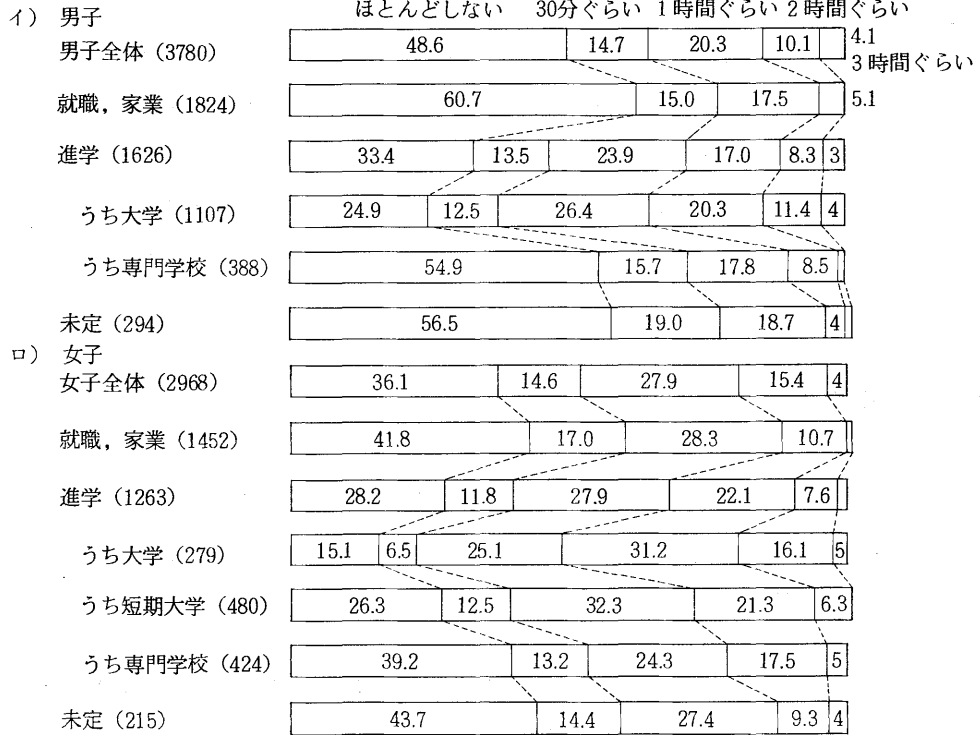 イ) 男子
ほとんどしない 30分ぐらい 1時間ぐらい 2時間ぐらい
男子全体 (3780) 48.6 14.7 20.3 10.1 4.1
3時間ぐらい
就職，家業 (1824) 60.7 15.0 17.5 5.1
進学 (1626) 33.4 13.5 23.9 17.0 8.3 3
うち大学 (1107) 24.9 12.5 26.4 20.3 11.4 4
うち専門学校 (388) 54.9 15.7 17.8 8.5
未定 (294) 56.5 19.0 18.7 4
ロ) 女子
女子全体 (2968) 36.1 14.6 27.9 15.4 4
就職，家業 (1452) 41.8 17.0 28.3 10.7
進学 (1263) 28.2 11.8 27.9 22.1 7.6
うち大学 (279) 15.1 6.5 25.1 31.2 16.1 5
うち短期大学 (480) 26.3 12.5 32.3 21.3 6.3
うち専門学校 (424) 39.2 13.2 24.3 17.5 5
未定 (215) 43.7 14.4 27.4 9.3 4